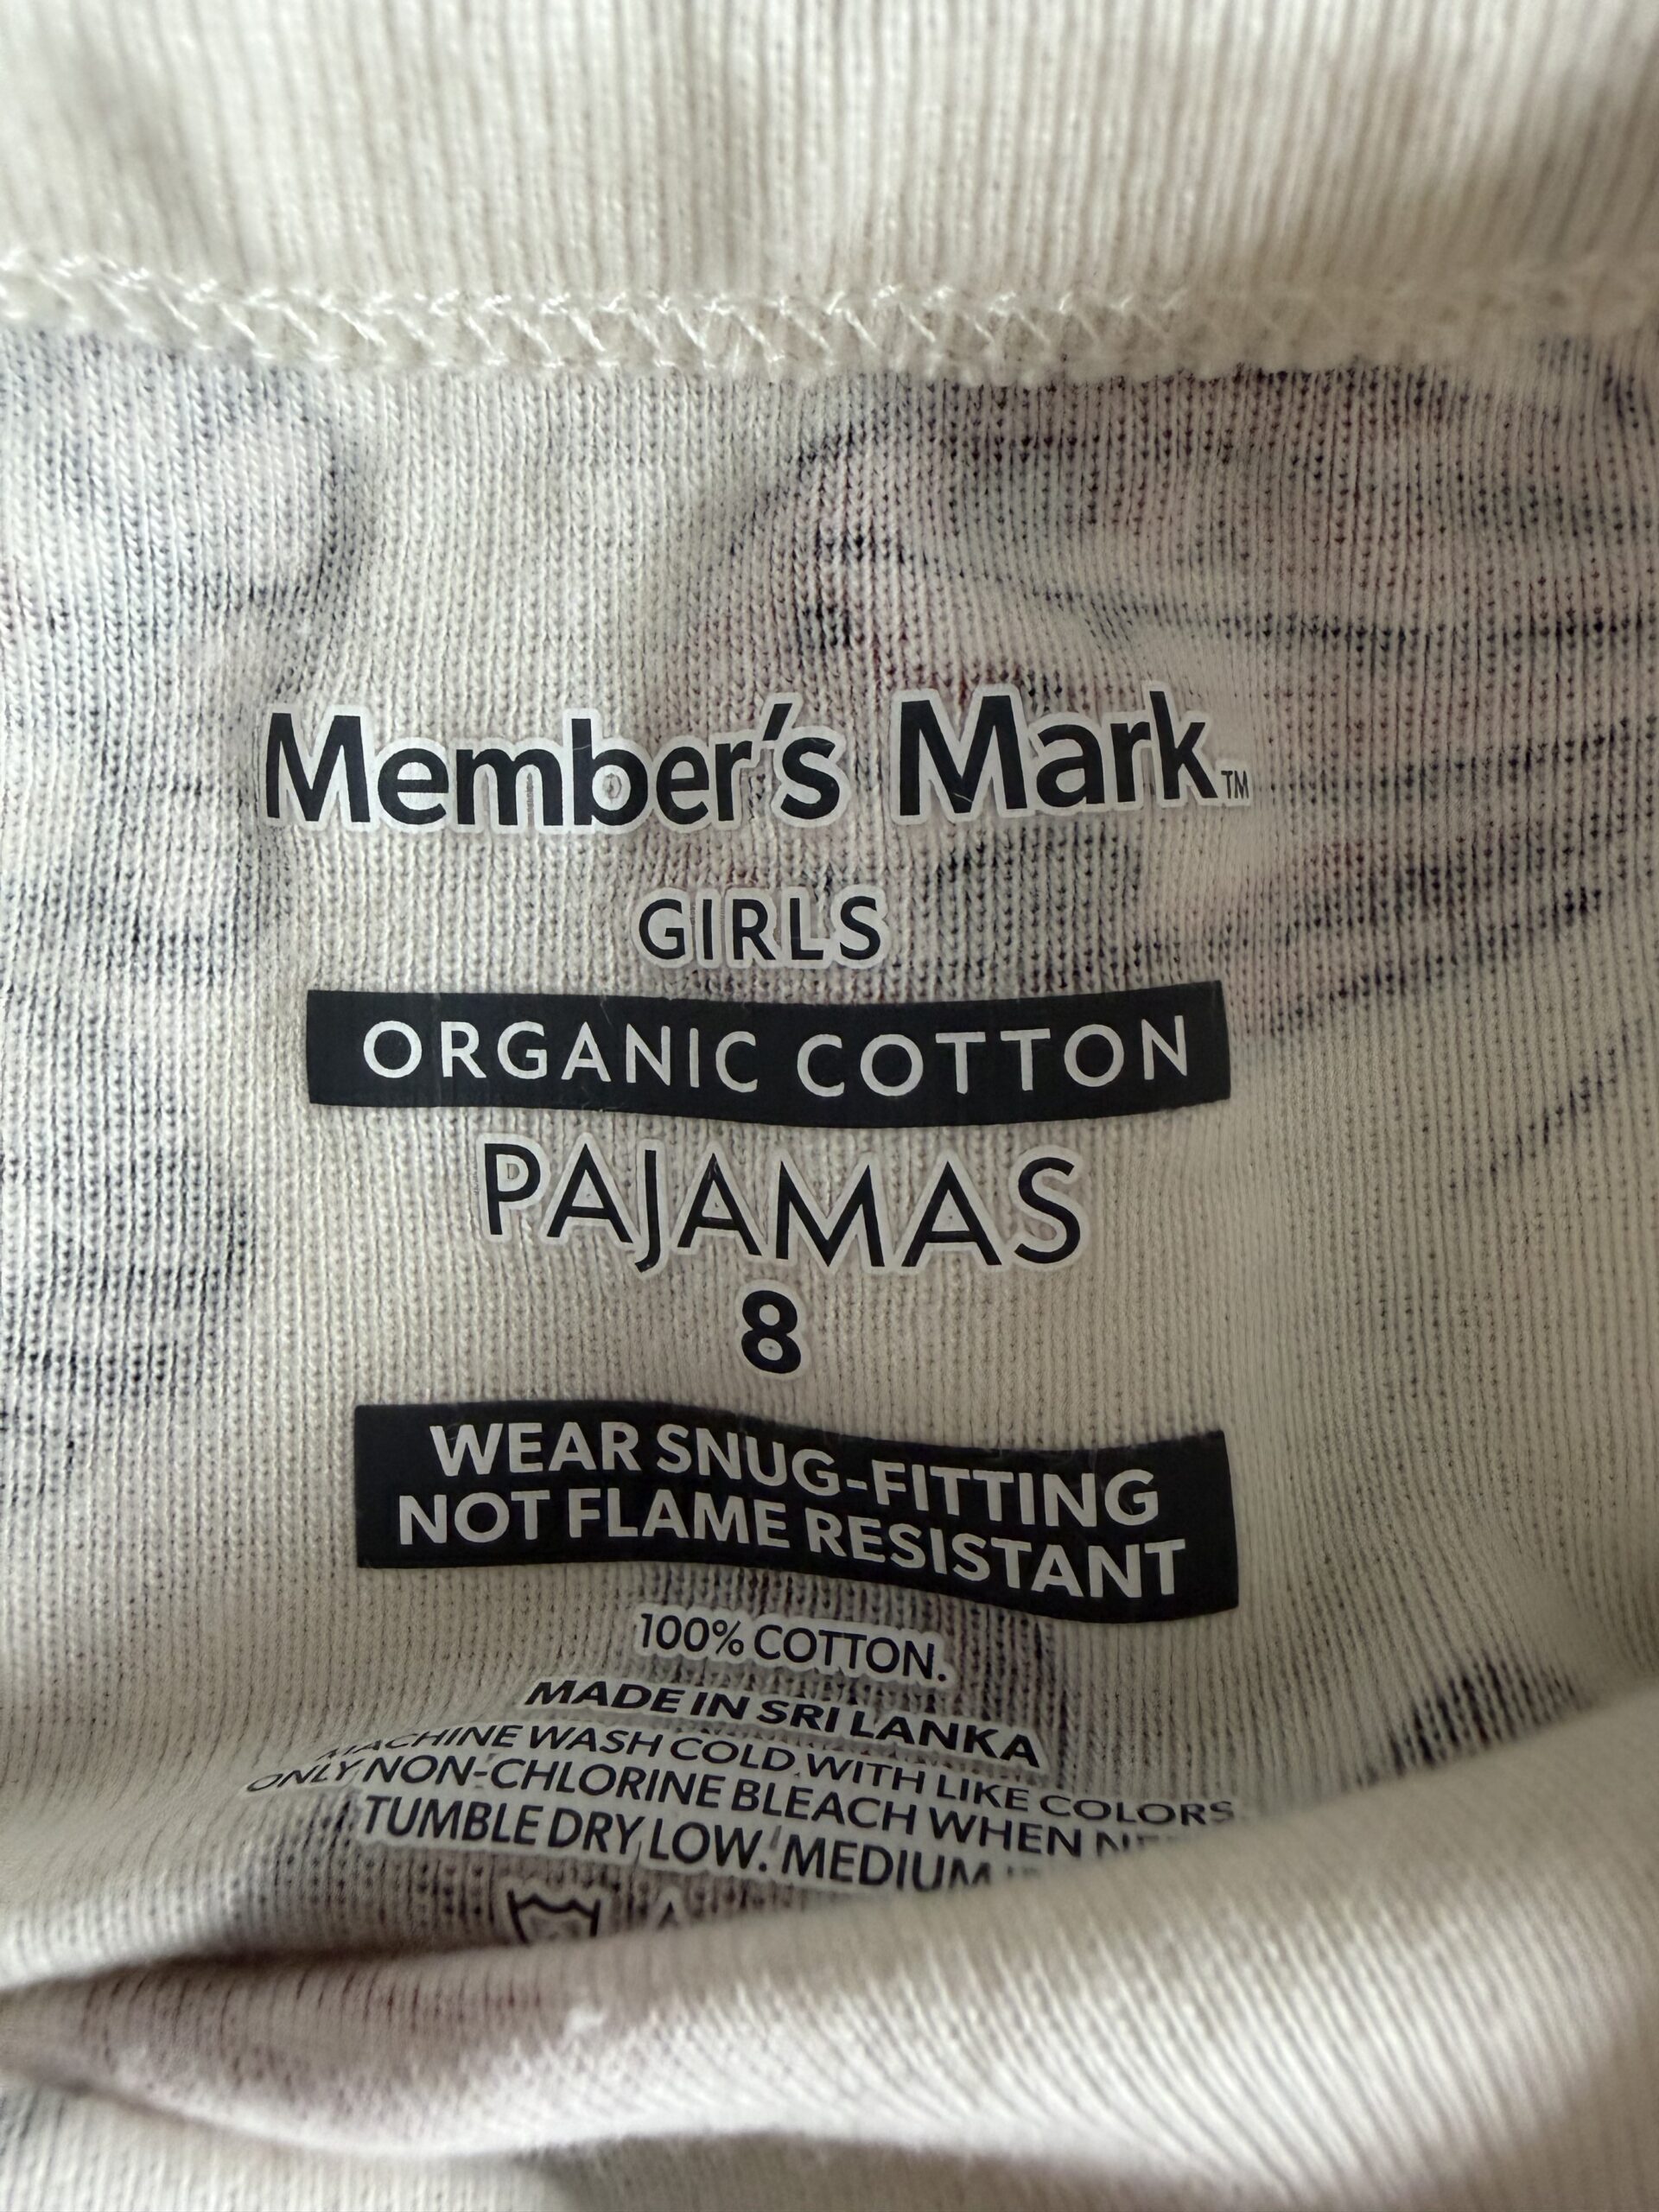 Member's Mark™
GIRLS
ORGANIC COTTON
PAJAMAS
8
WEAR SNUG-FITTING
NOT FLAME RESISTANT
100% COTTON.
MADE IN SRI LANKA
MACHINE WASH COLD WITH LIKE COLORS
ONLY NON-CHLORINE BLEACH WHEN
TUMBLE DRY LOW. MEDIUM